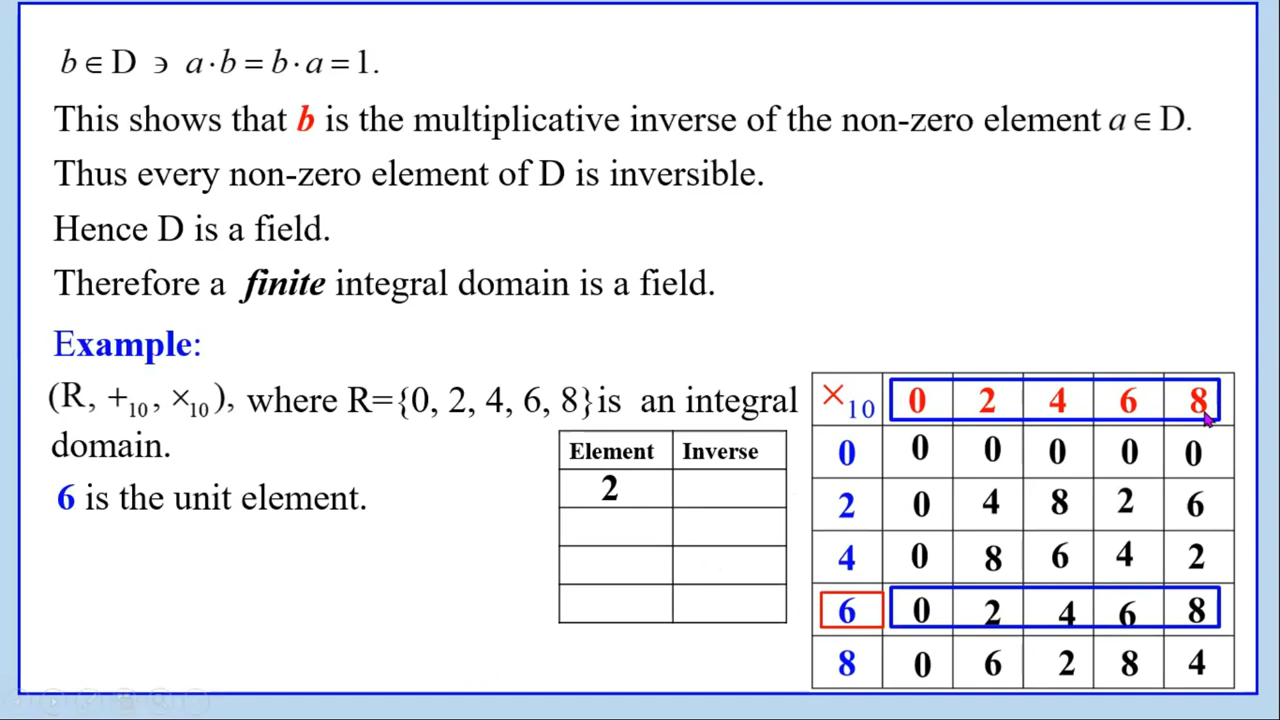 b ∈ D ∍ a·b = b·a = 1.
This shows that b is the multiplicative inverse of the non-zero element a ∈ D.
Thus every non-zero element of D is inversible.
Hence D is a field.
Therefore a finite integral domain is a field.
Example:
(R, +₁₀, ×₁₀), where R={0, 2, 4, 6, 8}is an integral
domain.
6 is the unit element.
Element Inverse
2
×₁₀ 0 2 4 6 8
0 0 0 0 0 0
2 0 4 8 2 6
4 0 8 6 4 2
6 0 2 4 6 8
8 0 6 2 8 4